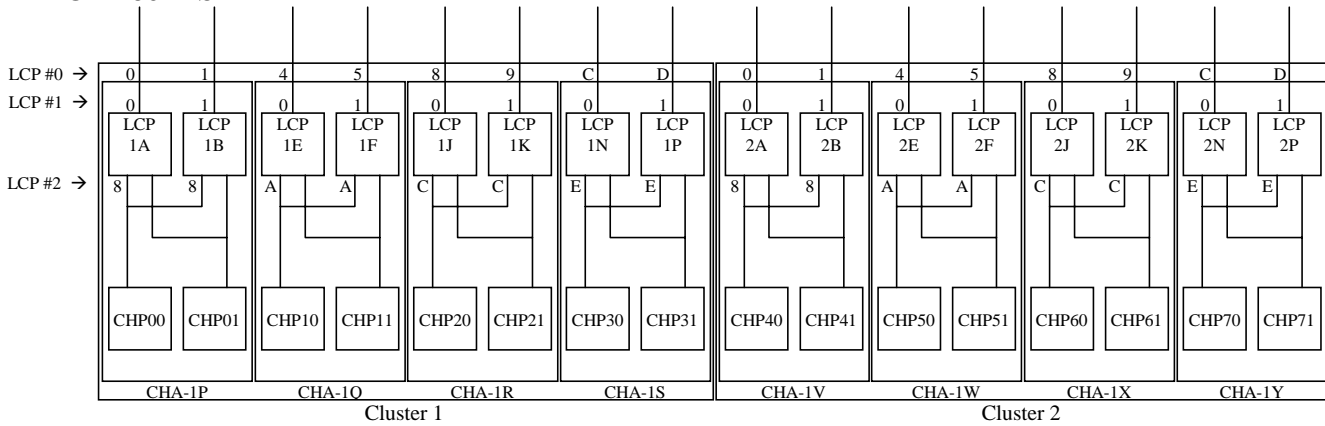 LCP #0 → 0 1 4 5 8 9 C D 0 1 4 5 8 9 C D
LCP #1 → 0 1 0 1 0 1 0 1 0 1 0 1 0 1 0 1
LCP LCP LCP LCP LCP LCP LCP LCP LCP LCP LCP LCP LCP LCP LCP LCP
1A 1B 1E 1F 1J 1K 1N 1P 2A 2B 2E 2F 2J 2K 2N 2P
LCP #2 → 8 8 A A C C E E 8 8 A A C C E E
CHP00 CHP01 CHP10 CHP11 CHP20 CHP21 CHP30 CHP31 CHP40 CHP41 CHP50 CHP51 CHP60 CHP61 CHP70 CHP71
CHA-1P CHA-1Q CHA-1R CHA-1S CHA-1V CHA-1W CHA-1X CHA-1Y
Cluster 1 Cluster 2